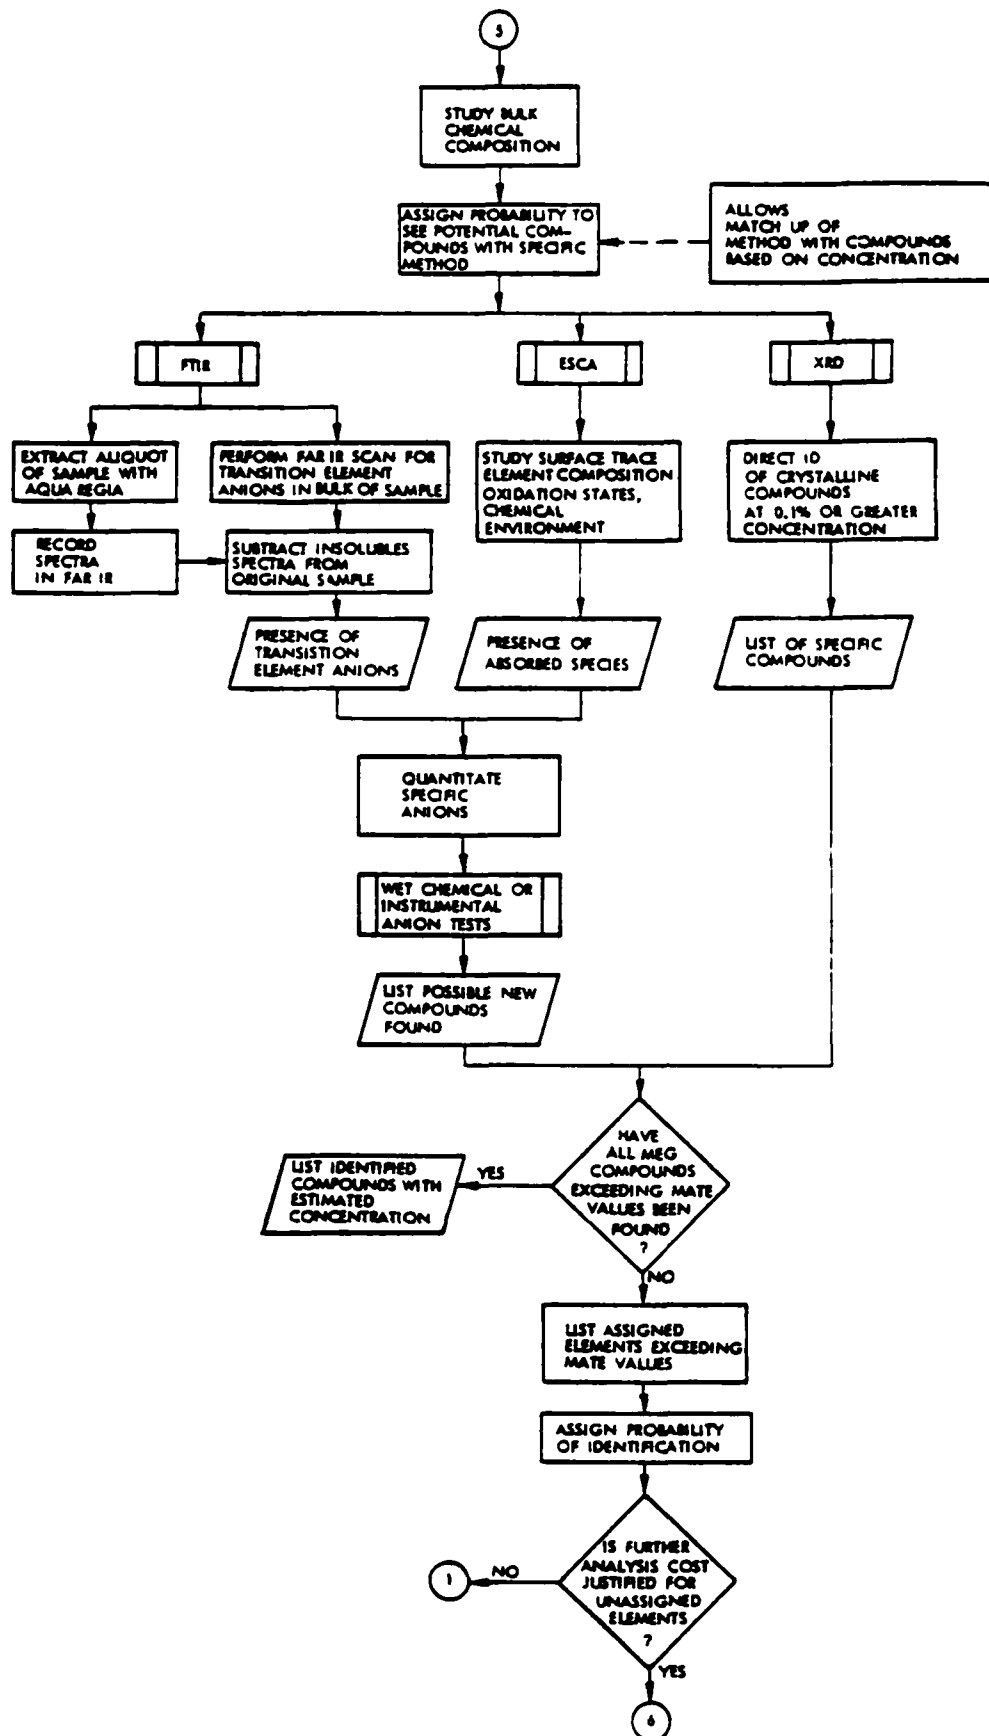 5
STUDY BULK
CHEMICAL
COMPOSITION
ASSIGN PROBABILITY TO
SEE POTENTIAL COM-
POUNDS WITH SPECIFIC
METHOD
ALLOWS
MATCH UP OF
METHOD WITH COMPOUNDS
BASED ON CONCENTRATION
FTIR
ESCA
XRD
EXTRACT ALIQUOT
OF SAMPLE WITH
AQUA REGIA
PERFORM FAR IR SCAN FOR
TRANSITION ELEMENT
ANIONS IN BULK OF SAMPLE
STUDY SURFACE TRACE
ELEMENT COMPOSITION
OXIDATION STATES,
CHEMICAL
ENVIRONMENT
DIRECT ID
OF CRYSTALLINE
COMPOUNDS
AT 0.1% OR GREATER
CONCENTRATION
RECORD
SPECTRA
IN FAR IR
SUBTRACT INSOLUBLES
SPECTRA FROM
ORIGINAL SAMPLE
PRESENCE OF
TRANSISTION
ELEMENT ANIONS
PRESENCE OF
ABSORBED SPECIES
LIST OF SPECIFIC
COMPOUNDS
QUANTITATE
SPECIFIC
ANIONS
WET CHEMICAL OR
INSTRUMENTAL
ANION TESTS
LIST POSSIBLE NEW
COMPOUNDS
FOUND
HAVE
ALL MEG
COMPOUNDS
EXCEEDING MATE
VALUES BEEN
FOUND
?
YES
LIST IDENTIFIED
COMPOUNDS WITH
ESTIMATED
CONCENTRATION
NO
LIST ASSIGNED
ELEMENTS EXCEEDING
MATE VALUES
ASSIGN PROBABILITY
OF IDENTIFICATION
IS FURTHER
ANALYSIS COST
JUSTIFIED FOR
UNASSIGNED
ELEMENTS
?
NO
1
YES
6